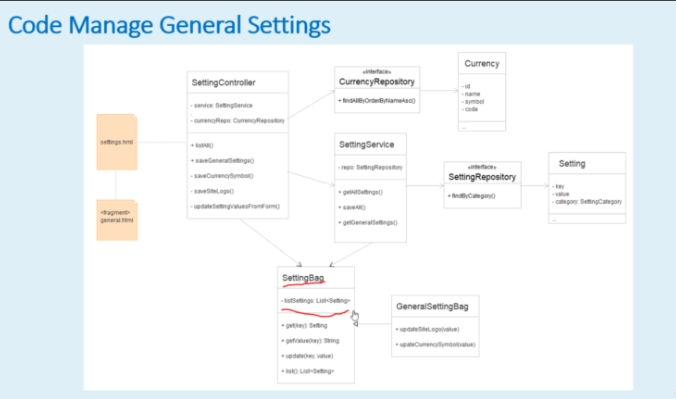 Code Manage General Settings
SettingController
- service: SettingService
- currencyRepo: CurrencyRepository
+ listAll()
+ saveGeneralSettings()
- saveCurrencySymbol()
- saveSiteLogo()
- updateSettingValuesFromForm()
«interface»
CurrencyRepository
+ findAllByOrderByNameAsc()
Currency
- id
- name
- symbol
- code
...
settings.html
<fragment>
general.html
SettingService
- repo: SettingRepository
+ getAllSettings()
+ saveAll()
+ getGeneralSettings()
«interface»
SettingRepository
+ findByCategory()
Setting
- key
- value
- category: SettingCategory
...
SettingBag
- listSettings: List<Setting>
+ get(key): Setting
+ getValue(key): String
+ update(key, value)
+ list(): List<Setting>
GeneralSettingBag
+ updateSiteLogo(value)
+ upateCurrencySymbol(value)